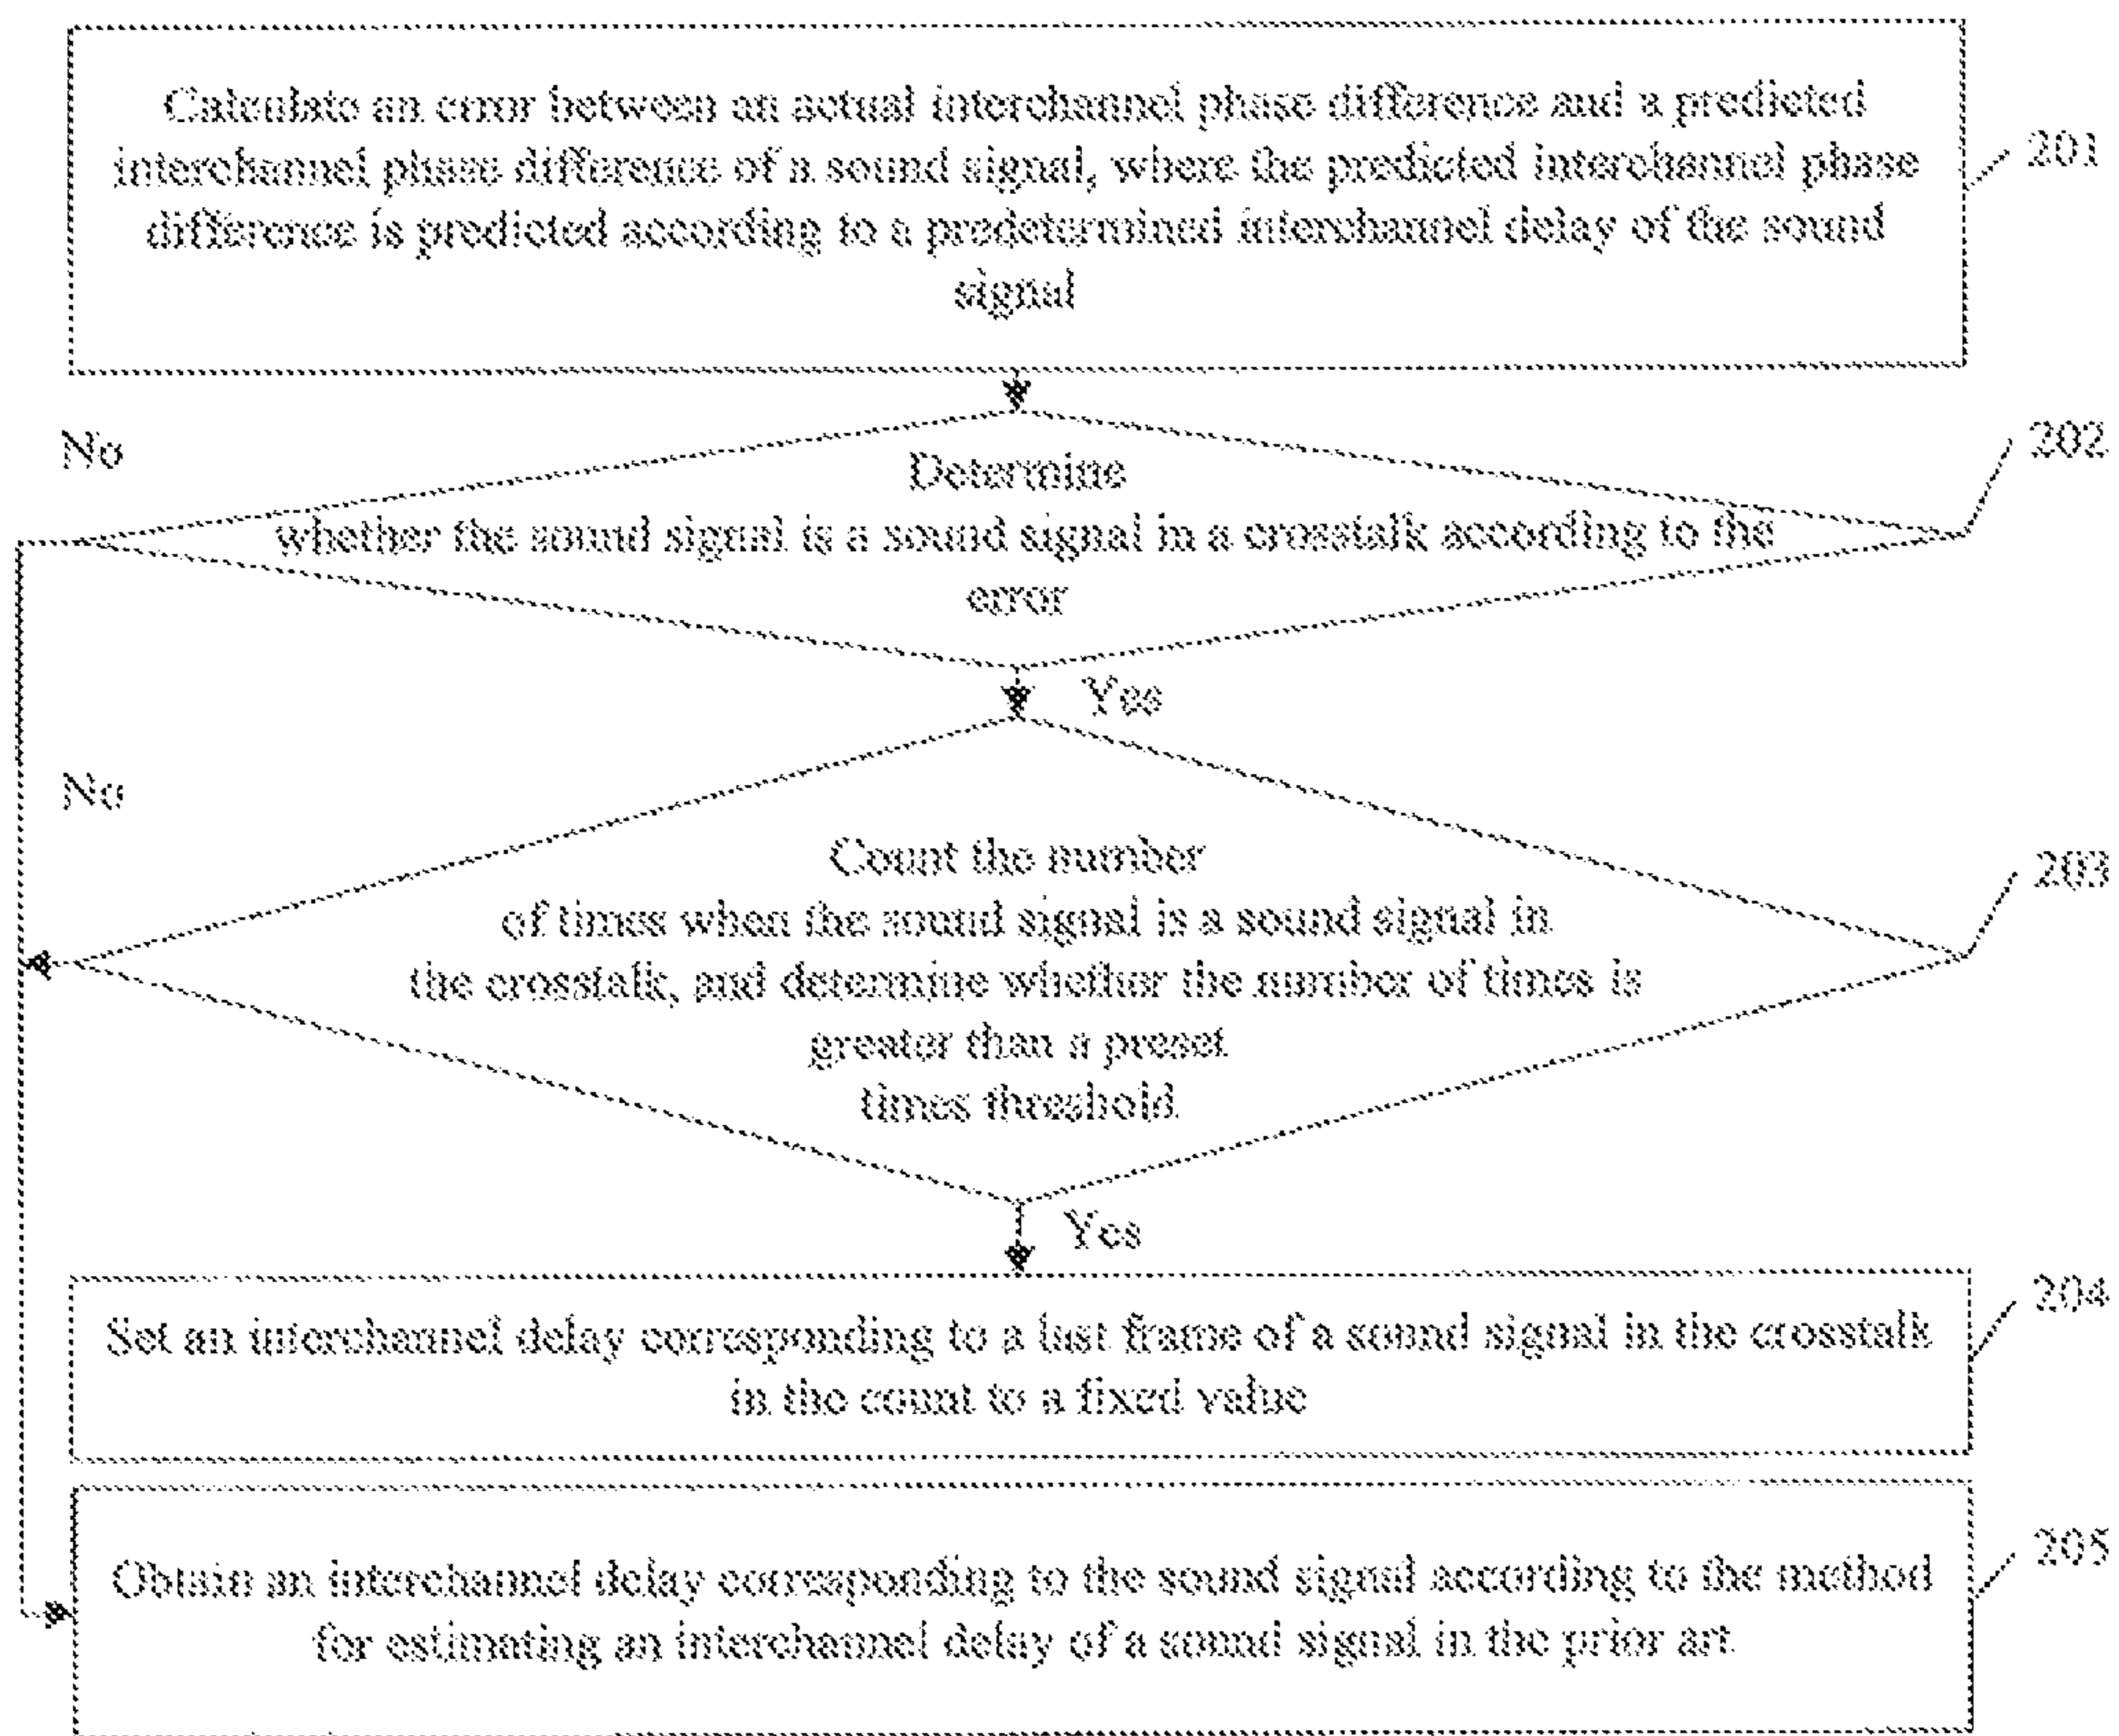 Calculate an error between an actual interchannel phase difference and a predicted
interchannel phase difference of a sound signal, where the predicted interchannel phase
difference is predicted according to a predetermined interchannel delay of the sound
signal
201
No
202
Determine
whether the sound signal is a sound signal in a crosstalk according to the
error
Yes
No
Count the number
of times when the sound signal is a sound signal in
the crosstalk, and determine whether the number of times is
greater than a preset
times threshold
203
Yes
204
Set an interchannel delay corresponding to a last frame of a sound signal in the crosstalk
in the count to a fixed value
205
Obtain an interchannel delay corresponding to the sound signal according to the method
for estimating an interchannel delay of a sound signal in the prior art